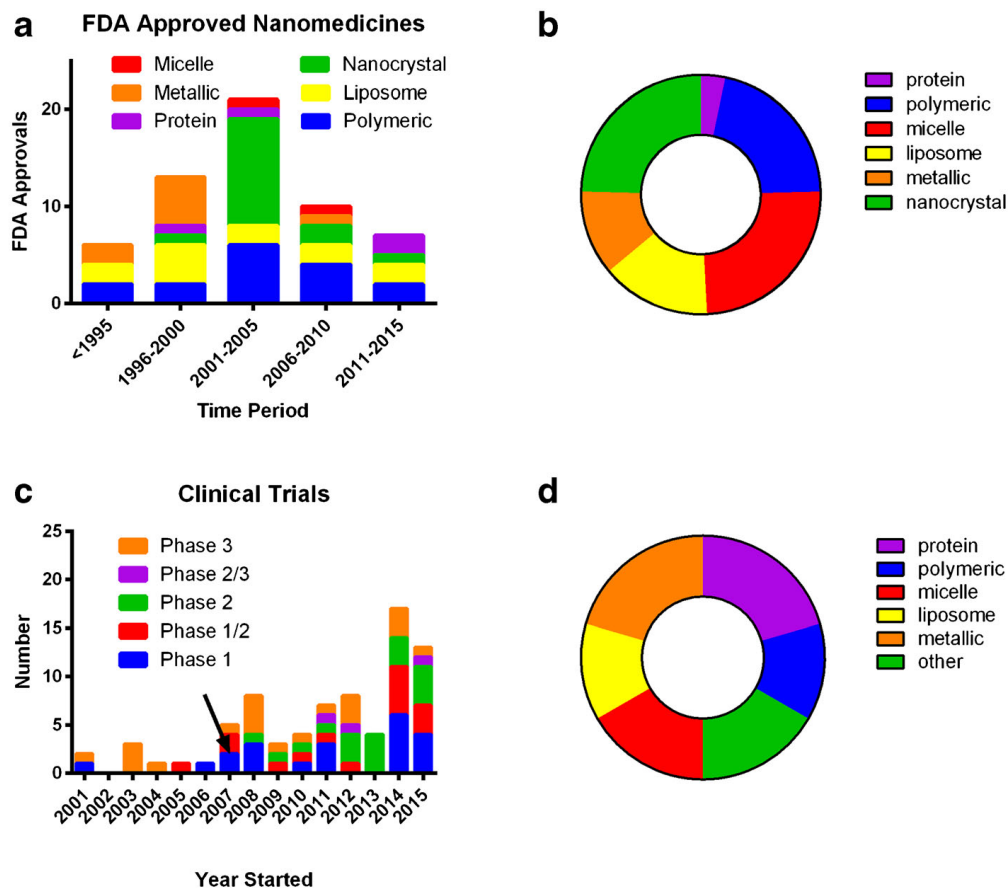 a
FDA Approved Nanomedicines
Micelle
Metallic
Protein
Nanocrystal
Liposome
Polymeric
FDA Approvals
20
10
0
<1995
1996-2000
2001-2005
2006-2010
2011-2015
Time Period
b
protein
polymeric
micelle
liposome
metallic
nanocrystal
c
Clinical Trials
Phase 3
Phase 2/3
Phase 2
Phase 1/2
Phase 1
Number
25
20
15
10
5
0
2001
2002
2003
2004
2005
2006
2007
2008
2009
2010
2011
2012
2013
2014
2015
Year Started
d
protein
polymeric
micelle
liposome
metallic
other